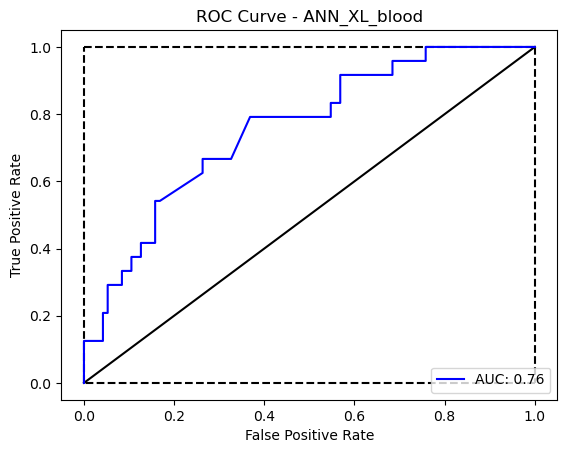 ROC Curve - ANN_XL_blood
True Positive Rate
1.0
0.8
0.6
0.4
0.2
0.0
AUC: 0.76
0.0 0.2 0.4 0.6 0.8 1.0
False Positive Rate